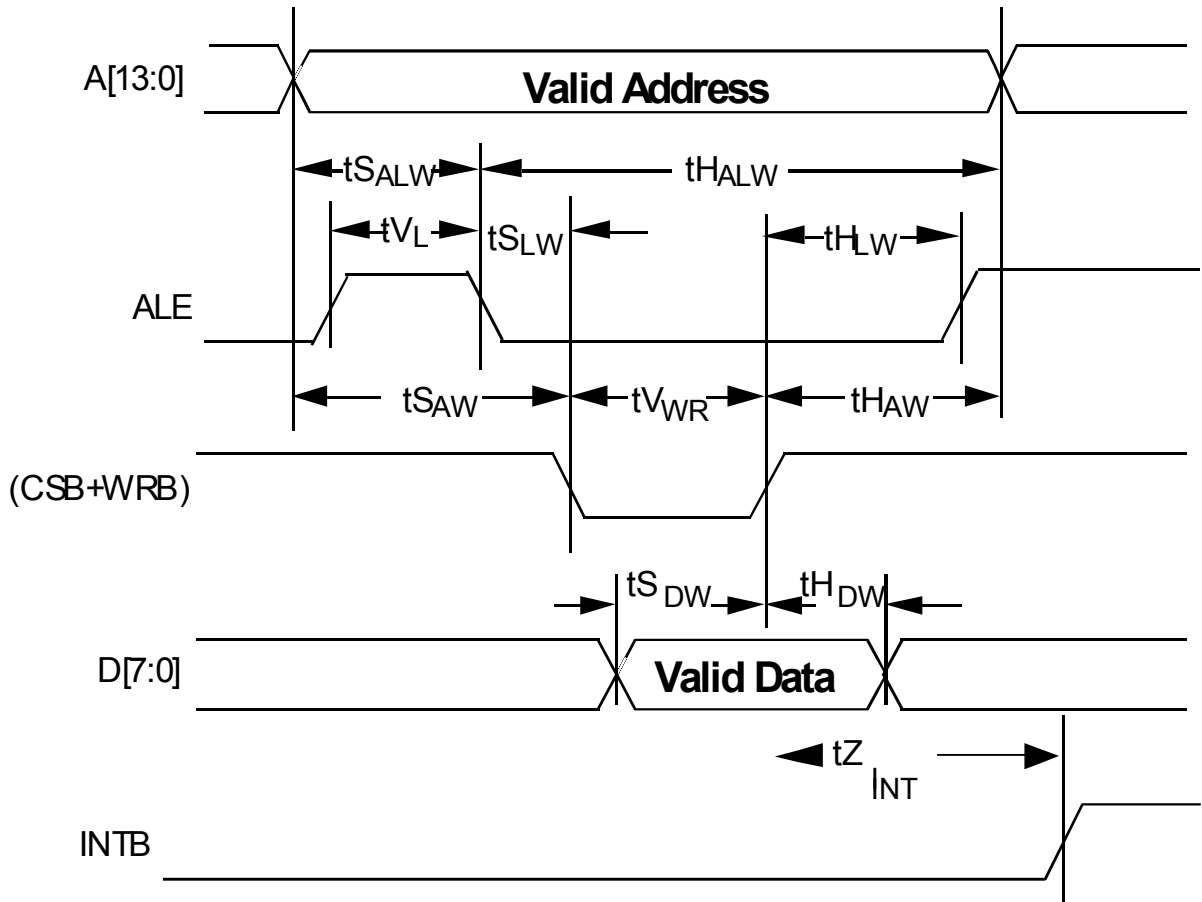 A[13:0]
Valid Address
tSALW
tHALW
tVL
tSLW
tHLW
ALE
tSAW
tVWR
tHAW
(CSB+WRB)
tSDW
tHDW
D[7:0]
Valid Data
tZINT
INTB